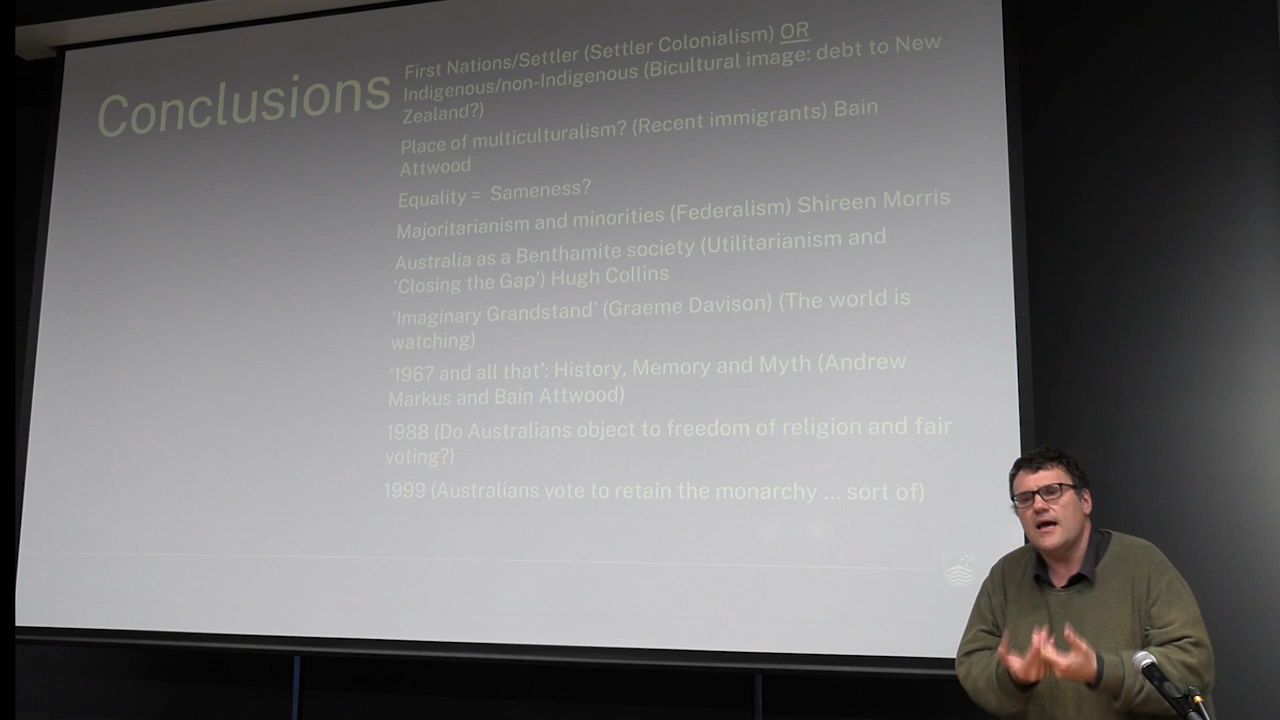 Conclusions
First Nations/Settler (Settler Colonialism) OR
Indigenous/non-Indigenous (Bicultural image: debt to New
Zealand?)
Place of multiculturalism? (Recent immigrants) Bain
Attwood
Equality = Sameness?
Majoritarianism and minorities (Federalism) Shireen Morris
Australia as a Benthamite society (Utilitarianism and
‘Closing the Gap’) Hugh Collins
‘Imaginary Grandstand’ (Graeme Davison) (The world is
watching)
‘1967 and all that’: History, Memory and Myth (Andrew
Markus and Bain Attwood)
1988 (Do Australians object to freedom of religion and fair
voting?)
1999 (Australians vote to retain the monarchy … sort of)